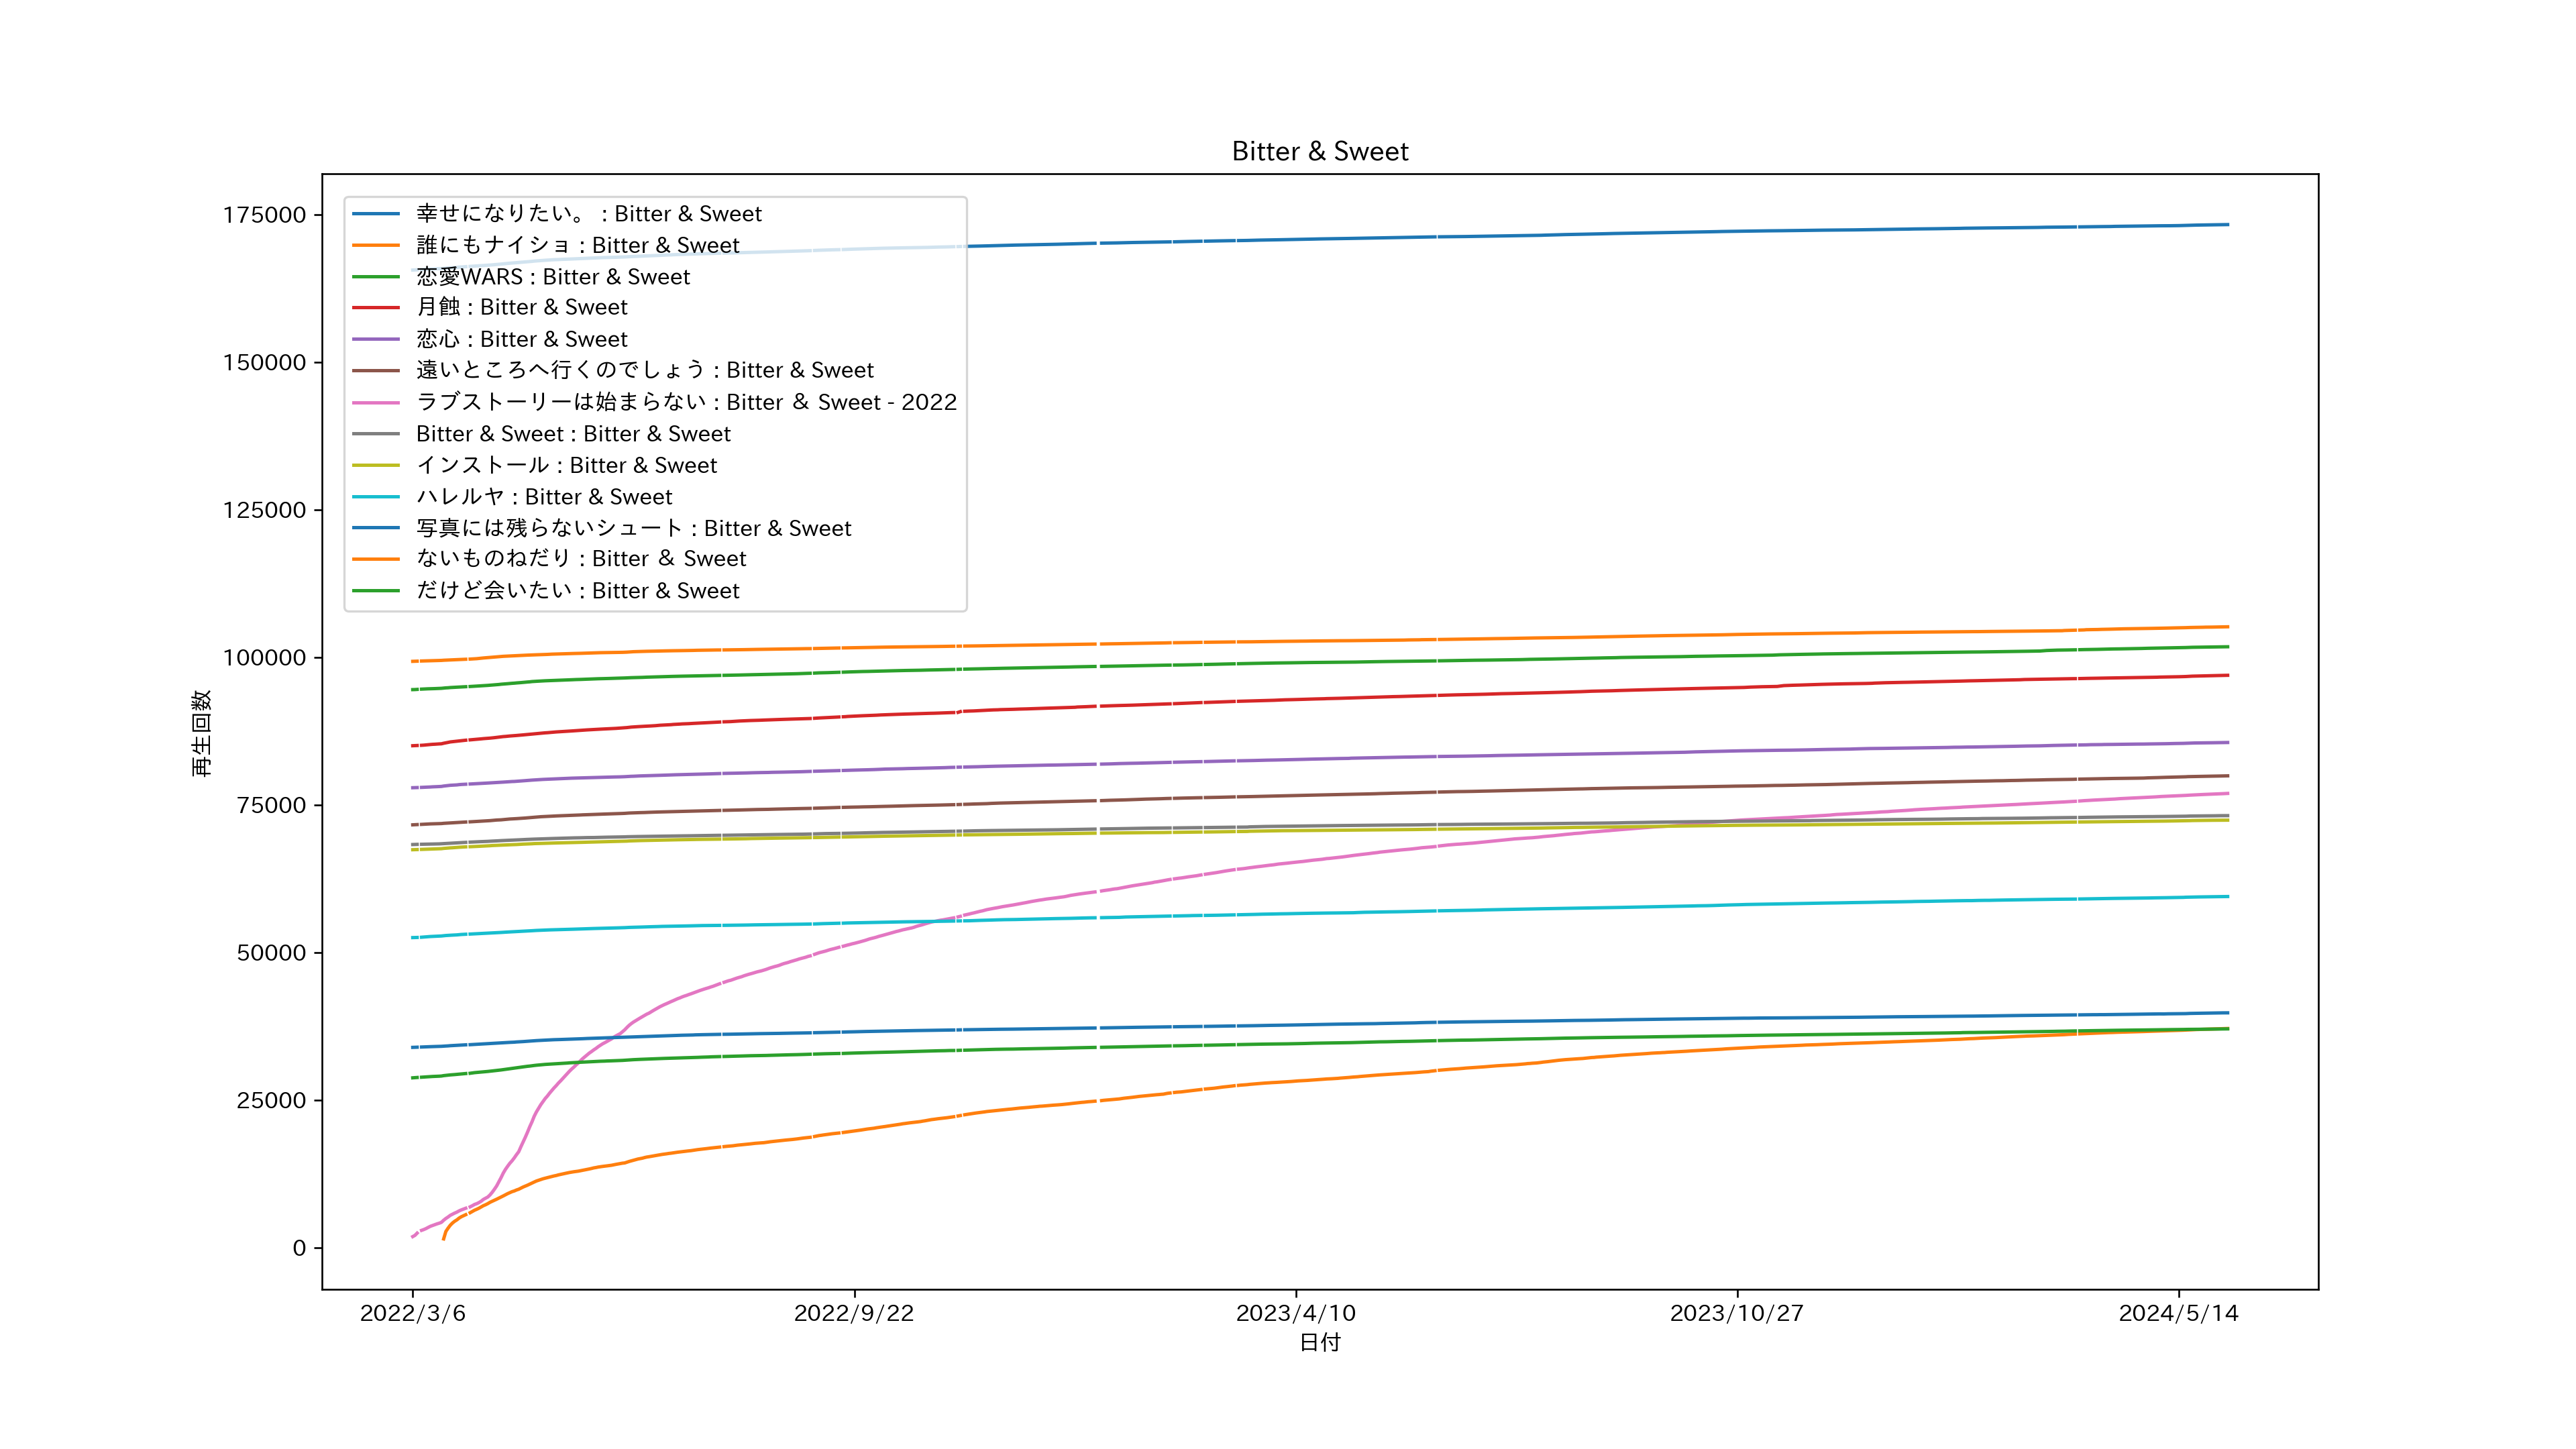 Bitter & Sweet
175000
150000
125000
100000
75000
50000
25000
0
再生回数
幸せになりたい。 : Bitter & Sweet
誰にもナイショ : Bitter & Sweet
恋愛WARS : Bitter & Sweet
月蝕 : Bitter & Sweet
恋心 : Bitter & Sweet
遠いところへ行くのでしょう : Bitter & Sweet
ラブストーリーは始まらない : Bitter ＆ Sweet - 2022
Bitter & Sweet : Bitter & Sweet
インストール : Bitter & Sweet
ハレルヤ : Bitter & Sweet
写真には残らないシュート : Bitter & Sweet
ないものねだり : Bitter ＆ Sweet
だけど会いたい : Bitter & Sweet
2022/3/6
2022/9/22
2023/4/10
2023/10/27
2024/5/14
日付